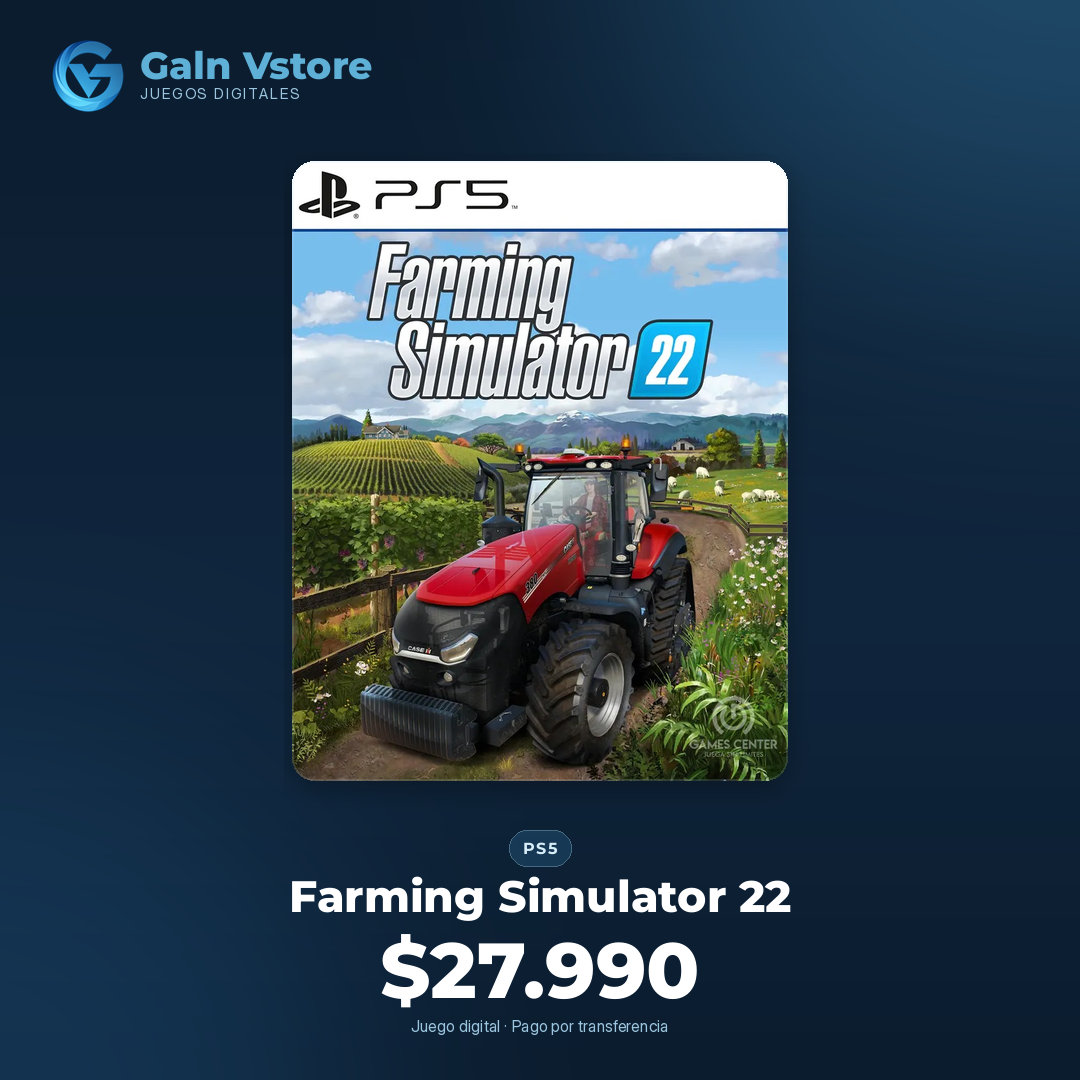 Galn Vstore
JUEGOS DIGITALES
PS5
Farming
Simulator 22
CASE IH
GAMES CENTER
PS5
Farming Simulator 22
$27.990
Juego digital · Pago por transferencia